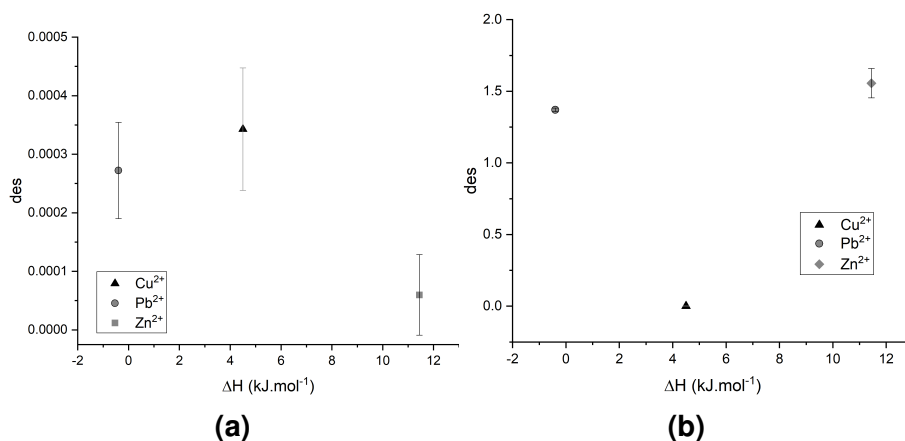 0.0005
0.0004
0.0003
0.0002
0.0001
0.0000
des
Cu²⁺
Pb²⁺
Zn²⁺
-2 0 2 4 6 8 10 12
ΔH (kJ.mol⁻¹)
(a)
2.0
1.5
1.0
0.5
0.0
des
Cu²⁺
Pb²⁺
Zn²⁺
-2 0 2 4 6 8 10 12
ΔH (kJ.mol⁻¹)
(b)